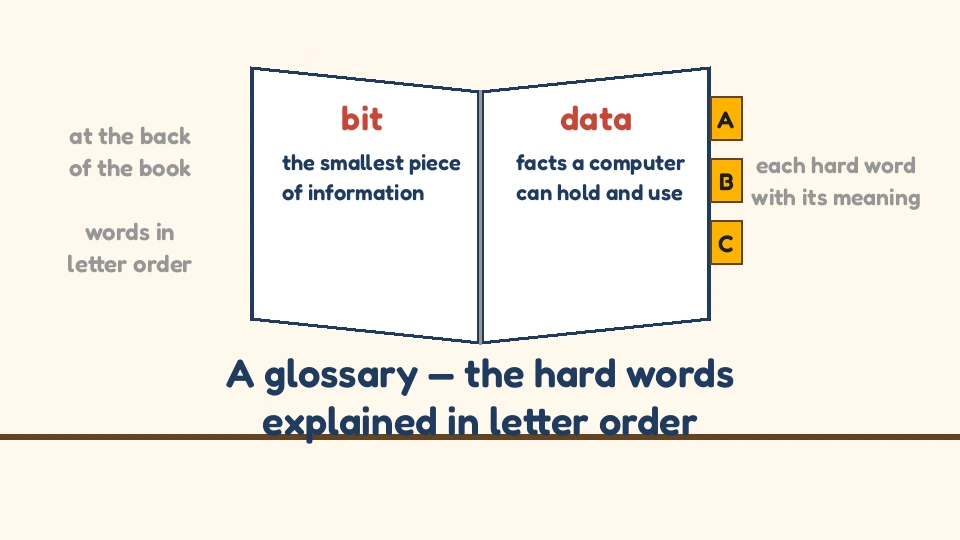 at the back
of the book
words in
letter order
bit
the smallest piece
of information
data
facts a computer
can hold and use
A
B
C
each hard word
with its meaning
A glossary — the hard words
explained in letter order